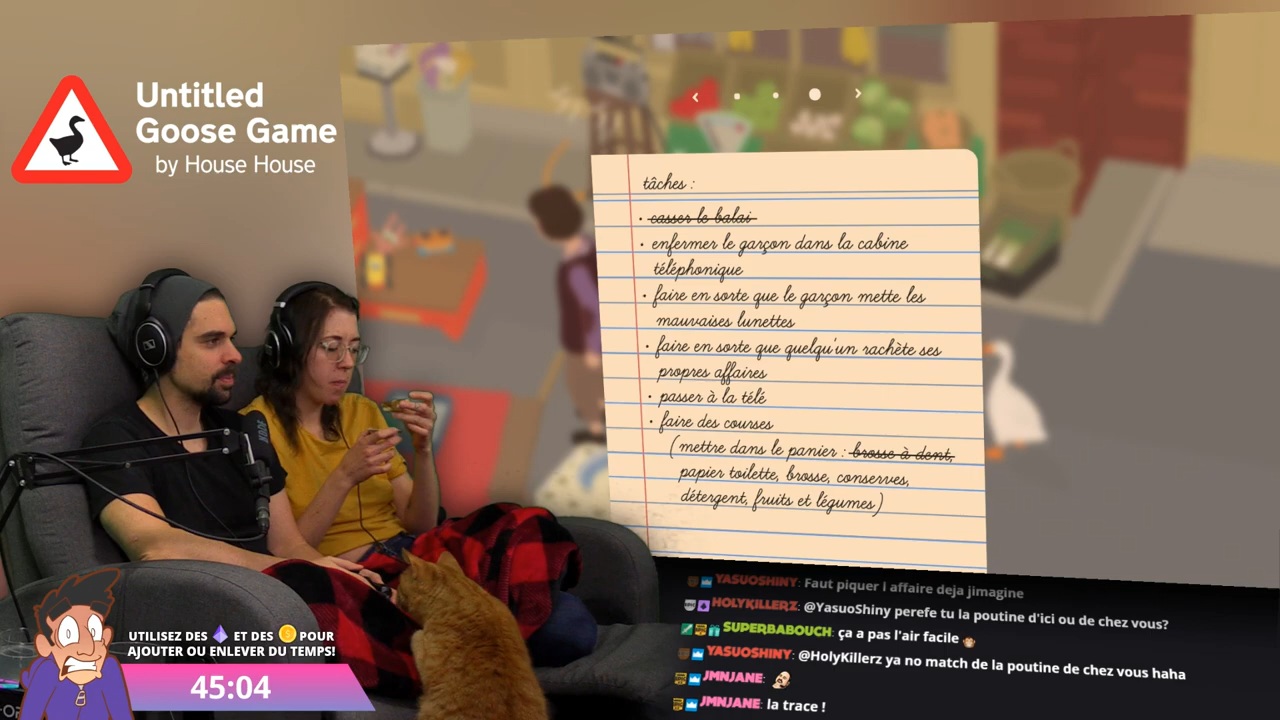 Untitled
Goose Game
by House House
tâches :
• casser le balai
• enfermer le garçon dans la cabine
téléphonique
• faire en sorte que le garçon mette les
mauvaises lunettes
• faire en sorte que quelqu'un rachète ses
propres affaires
• passer à la télé
• faire des courses
(mettre dans le panier : brosse à dent,
papier toilette, brosse, conserves,
détergent, fruits et légumes)
YASUOSHINY: Faut piquer l affaire deja jimagine
HOLYKILLERZ: @YasuoShiny perefe tu la poutine d'ici ou de chez vous?
SUPERBABOUCH: ça a pas l'air facile
YASUOSHINY: @HolyKillerz ya no match de la poutine de chez vous haha
JMNJANE:
JMNJANE: la trace !
UTILISEZ DES ET DES POUR
AJOUTER OU ENLEVER DU TEMPS!
45:04